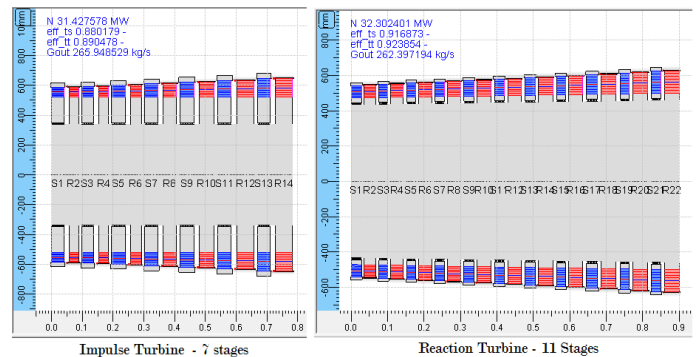 N 31.427578 MW
eff_ts 0.880179 -
eff_tt 0.890478 -
Gout 265.948529 kg/s
mm
800
600
400
200
0
-200
-400
-600
-800
S1 R2 S3 R4 S5 R6 S7 R8 S9 R10 S11 R12 S13 R14
0.0 0.1 0.2 0.3 0.4 0.5 0.6 0.7 0.8
Impulse Turbine - 7 stages
N 32.302401 MW
eff_ts 0.916873 -
eff_tt 0.923854 -
Gout 262.397194 kg/s
mm
800
600
400
200
0
-200
-400
-600
S1 R2 S3 R4 S5 R6 S7 R8 S9 R10 S1 R12 S13 R14 S15 R16 S17 R18 S19 R20 S21 R22
0.0 0.1 0.2 0.3 0.4 0.5 0.6 0.7 0.8 0.9
Reaction Turbine - 11 Stages